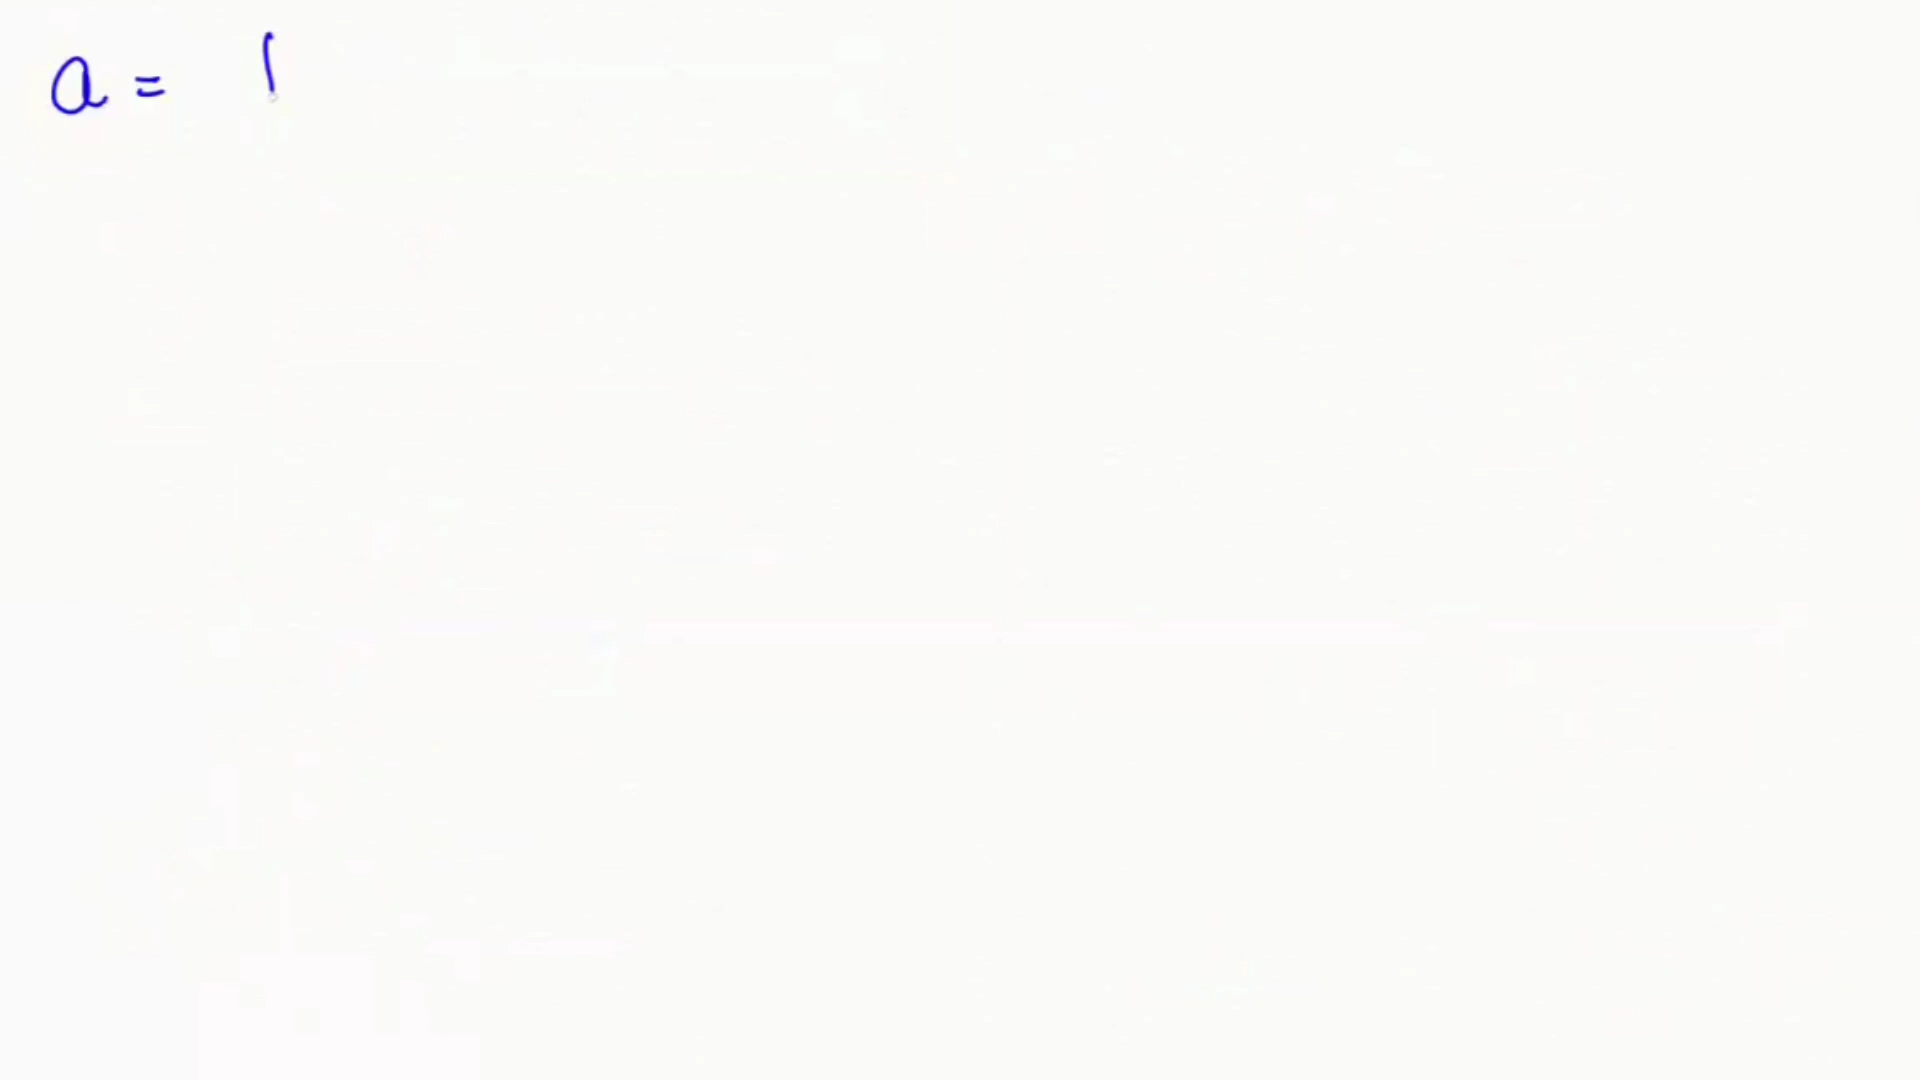 a = 1